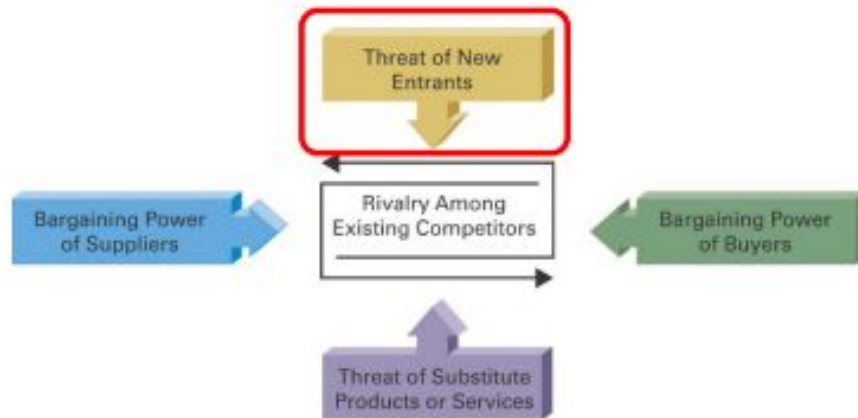 Threat of New
Entrants
Bargaining Power
of Suppliers
Rivalry Among
Existing Competitors
Bargaining Power
of Buyers
Threat of Substitute
Products or Services